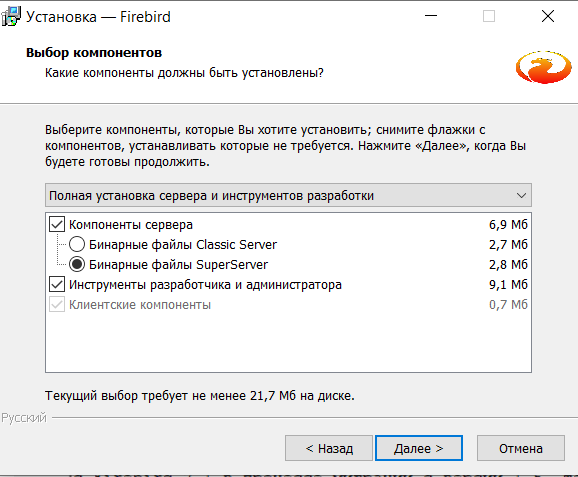 Установка — Firebird
Выбор компонентов
Какие компоненты должны быть установлены?
Выберите компоненты, которые Вы хотите установить; снимите флажки с
компонентов, устанавливать которые не требуется. Нажмите «Далее», когда Вы
будете готовы продолжить.
Полная установка сервера и инструментов разработки
Компоненты сервера 6,9 Мб
Бинарные файлы Classic Server 2,7 Мб
Бинарные файлы SuperServer 2,8 Мб
Инструменты разработчика и администратора 9,1 Мб
Клиентские компоненты 0,7 Мб
Текущий выбор требует не менее 21,7 Мб на диске.
Русский
< Назад Далее > Отмена